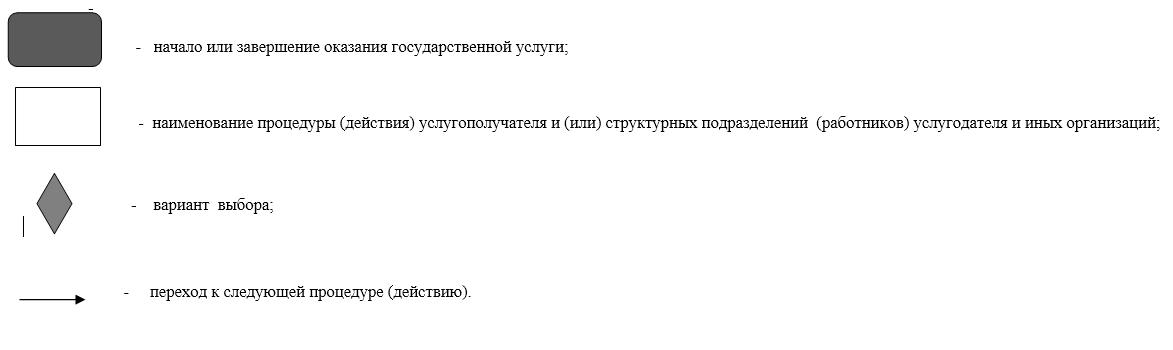 - начало или завершение оказания государственной услуги;
- наименование процедуры (действия) услугополучателя и (или) структурных подразделений (работников) услугодателя и иных организаций;
- вариант выбора;
- переход к следующей процедуре (действию).